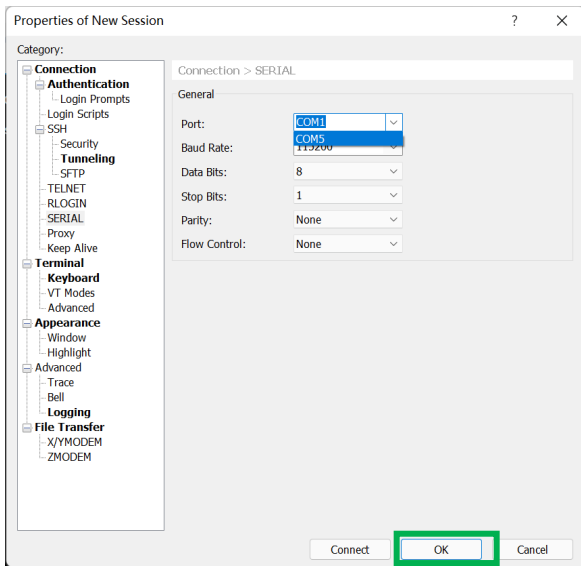 Properties of New Session
Category:
Connection
Authentication
Login Prompts
Login Scripts
SSH
Security
Tunneling
SFTP
TELNET
RLOGIN
SERIAL
Proxy
Keep Alive
Terminal
Keyboard
VT Modes
Advanced
Appearance
Window
Highlight
Advanced
Trace
Bell
Logging
File Transfer
X/YMODEM
ZMODEM
Connection > SERIAL
General
Port: COM1
COM5
Baud Rate: 115200
Data Bits: 8
Stop Bits: 1
Parity: None
Flow Control: None
Connect OK Cancel